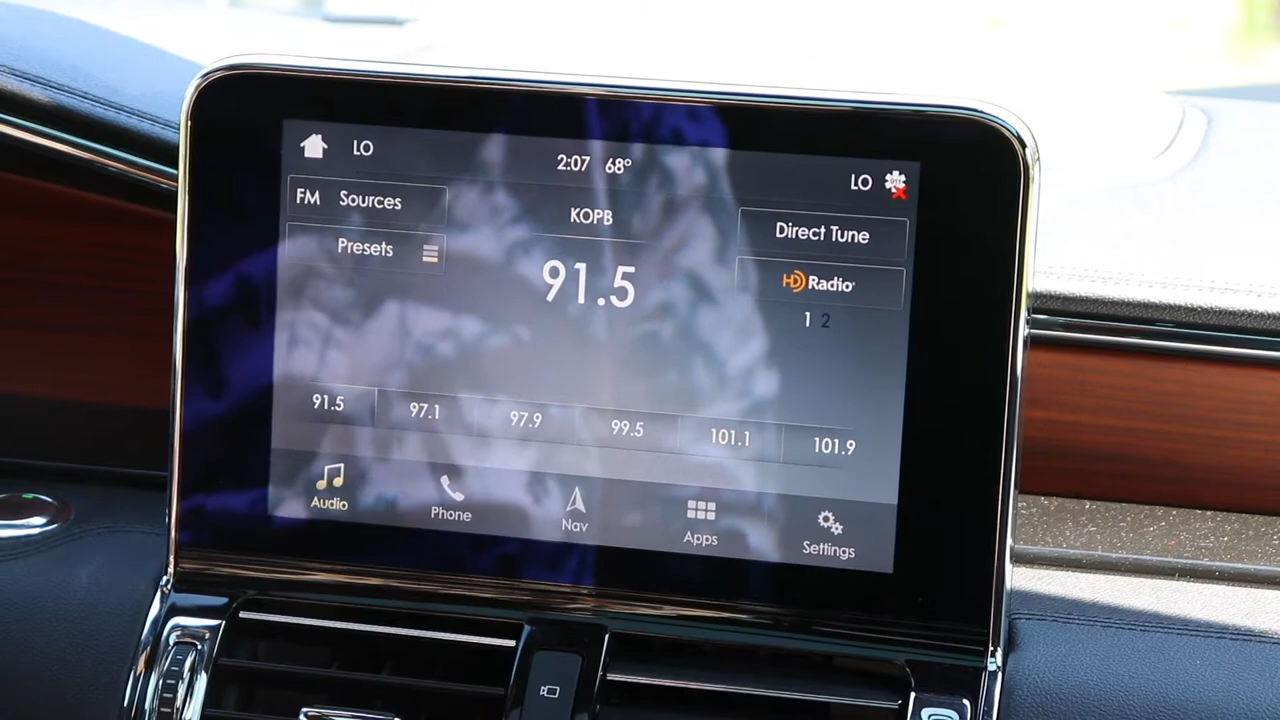 LO
2:07 68°
LO
FM Sources
KOPB
Direct Tune
Presets
91.5
HD Radio
1 2
91.5 97.1 97.9 99.5 101.1 101.9
Audio Phone Nav Apps Settings